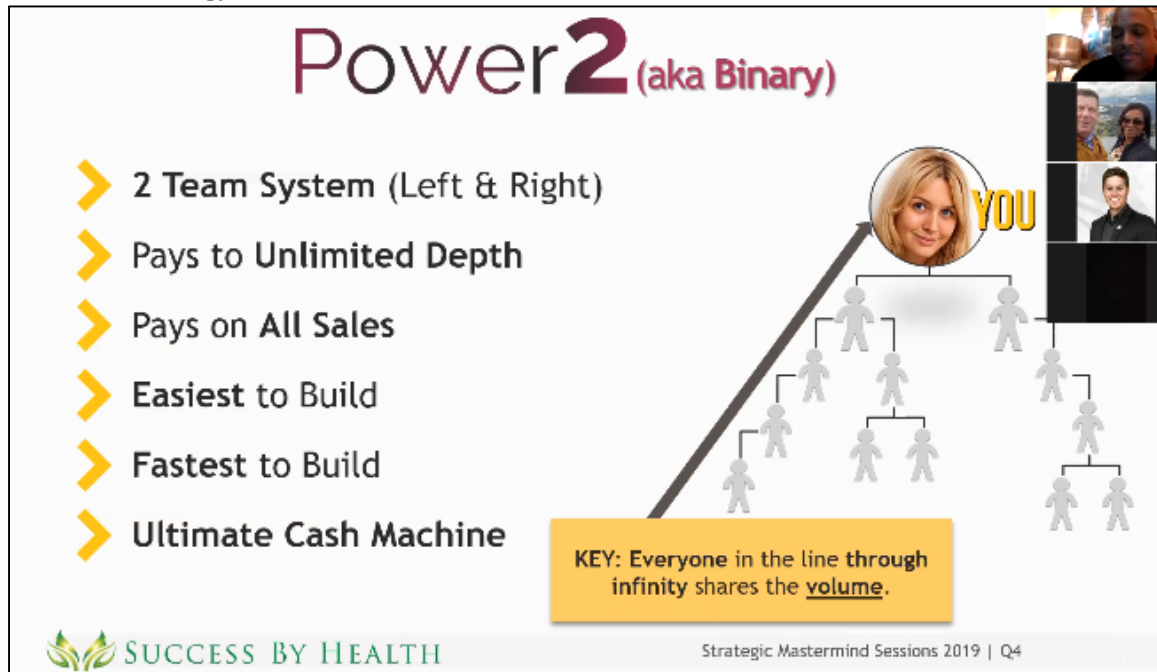 Power2 (aka Binary)
2 Team System (Left & Right)
Pays to Unlimited Depth
Pays on All Sales
Easiest to Build
Fastest to Build
Ultimate Cash Machine
YOU
KEY: Everyone in the line through
infinity shares the volume.
SUCCESS BY HEALTH
Strategic Mastermind Sessions 2019 | Q4